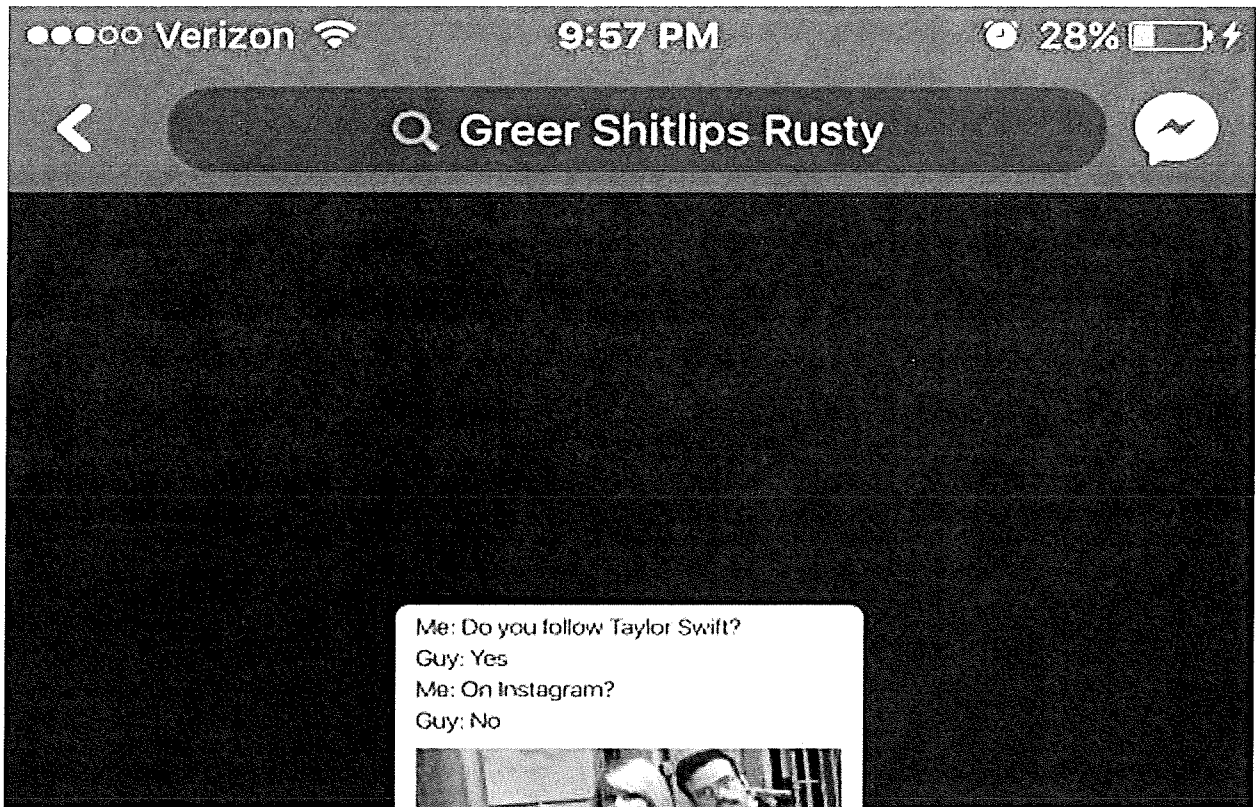 Verizon 9:57 PM 28%
Greer Shitlips Rusty
Me: Do you follow Taylor Swift?
Guy: Yes
Me: On Instagram?
Guy: No